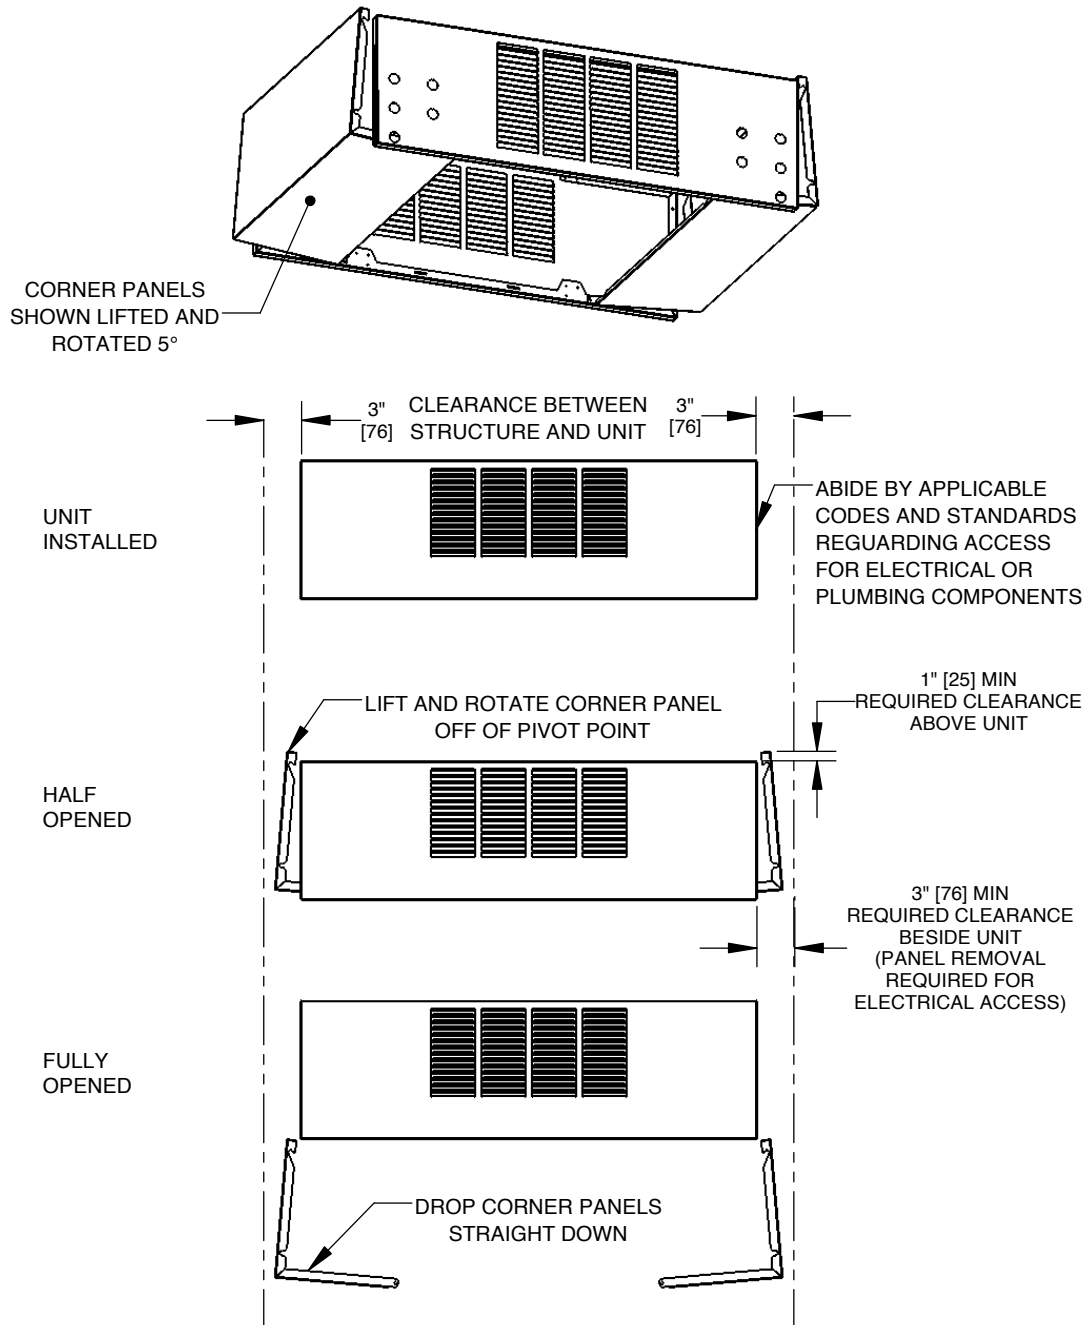 CORNER PANELS
SHOWN LIFTED AND
ROTATED 5°
3"
[76]
CLEARANCE BETWEEN
STRUCTURE AND UNIT
3"
[76]
UNIT
INSTALLED
ABIDE BY APPLICABLE
CODES AND STANDARDS
REGUARDING ACCESS
FOR ELECTRICAL OR
PLUMBING COMPONENTS
LIFT AND ROTATE CORNER PANEL
OFF OF PIVOT POINT
1" [25] MIN
REQUIRED CLEARANCE
ABOVE UNIT
HALF
OPENED
3" [76] MIN
REQUIRED CLEARANCE
BESIDE UNIT
(PANEL REMOVAL
REQUIRED FOR
ELECTRICAL ACCESS)
FULLY
OPENED
DROP CORNER PANELS
STRAIGHT DOWN